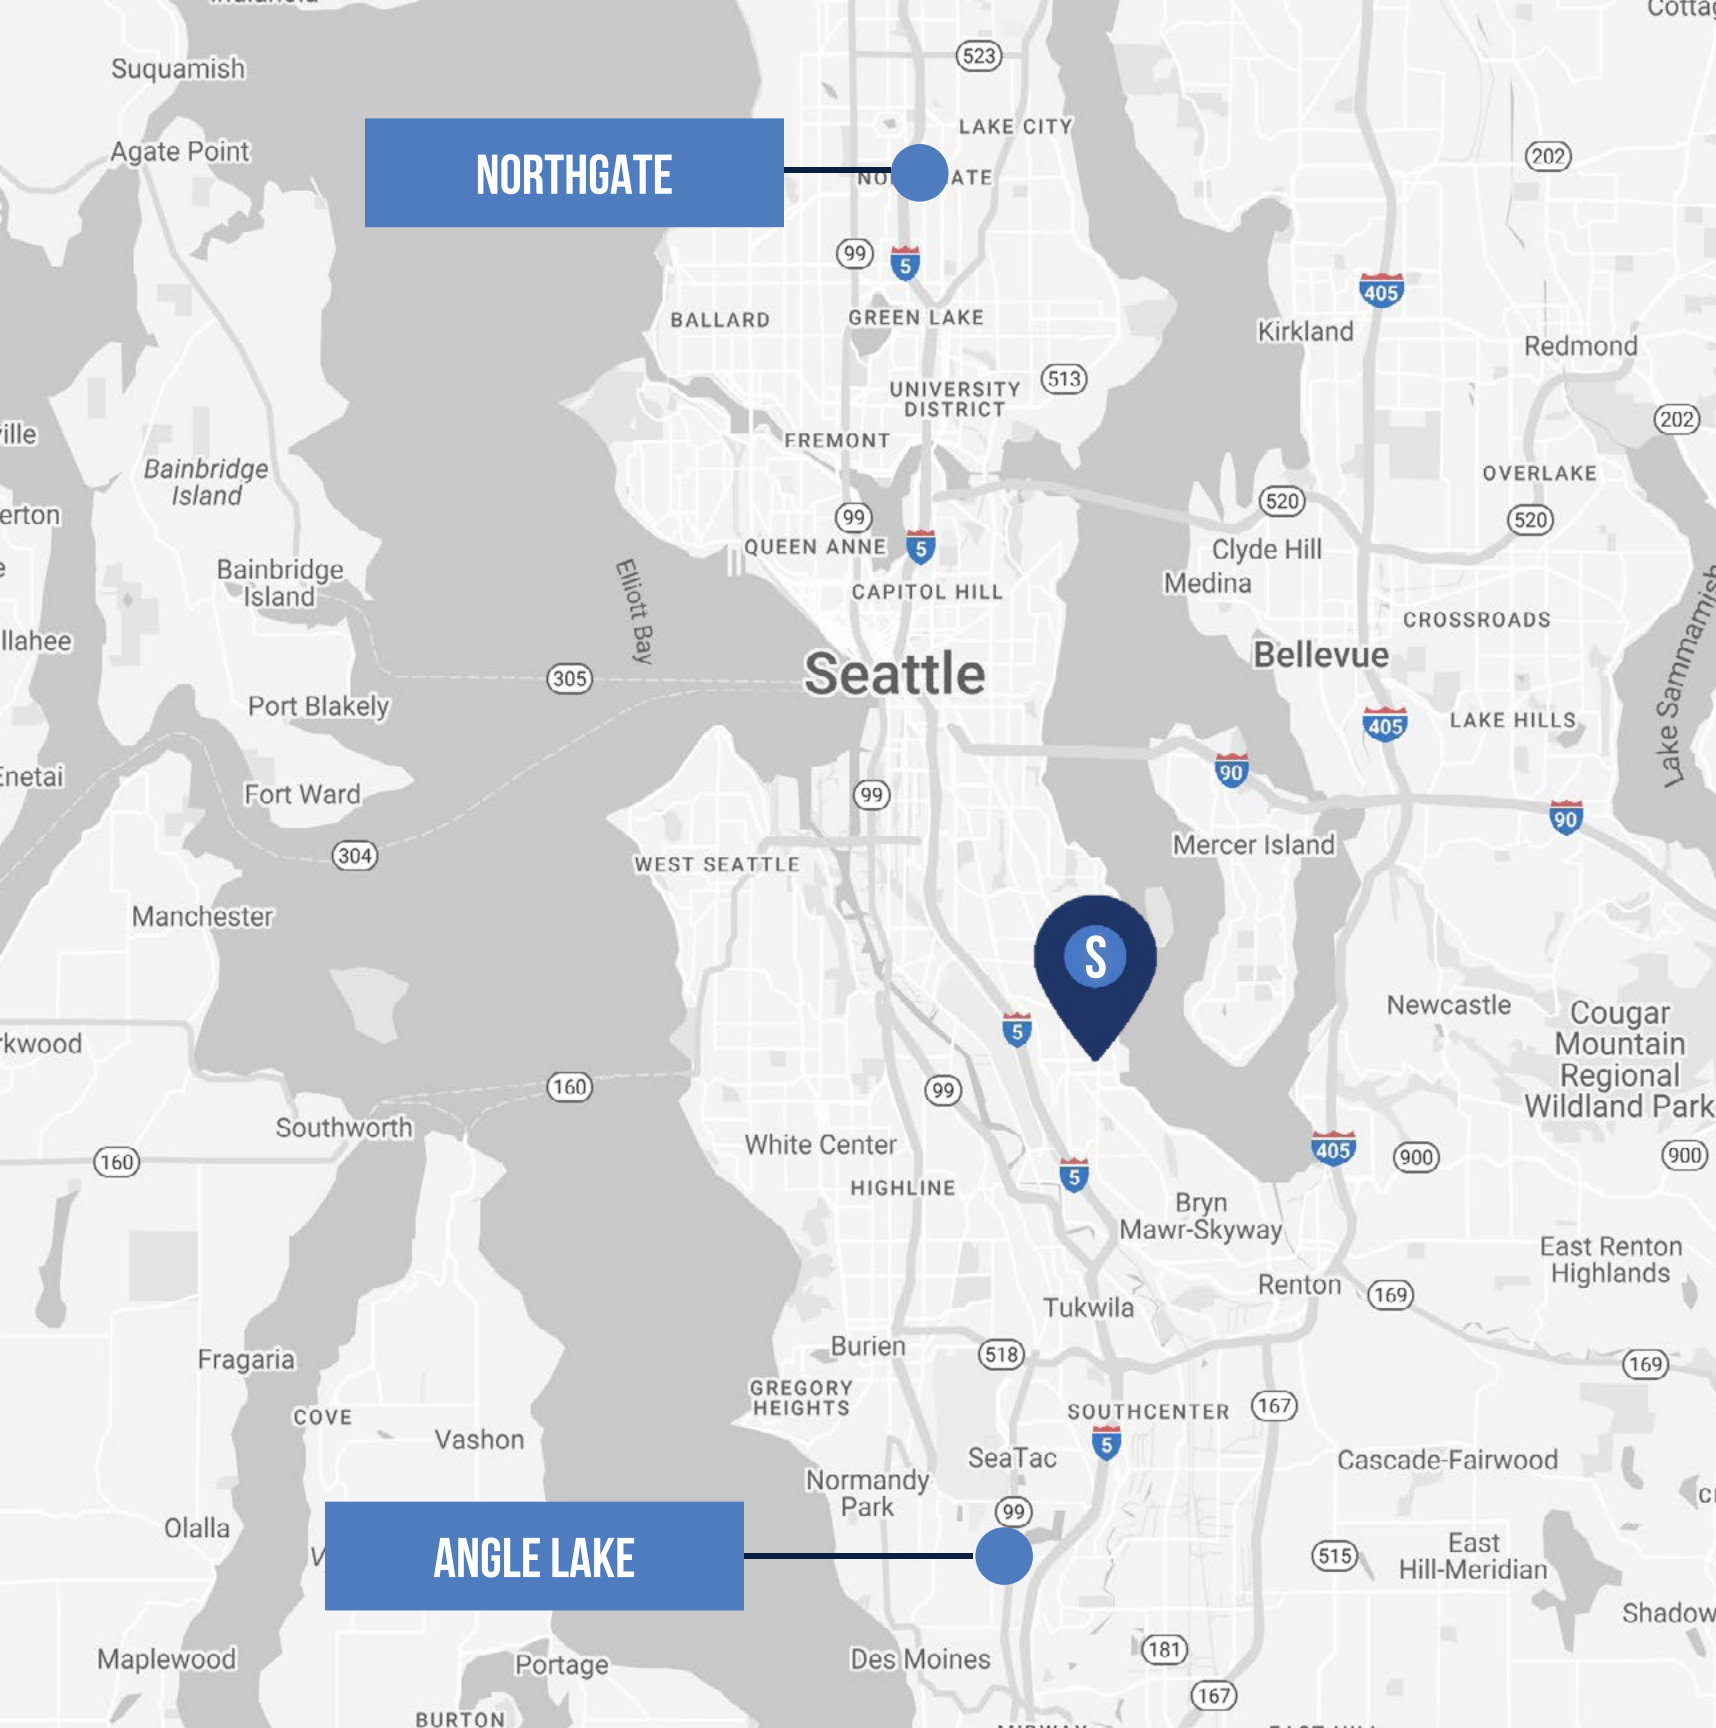 Suquamish
523
LAKE CITY
Agate Point
202
NORTHGATE
99
5
405
BALLARD
GREEN LAKE
Kirkland
Redmond
UNIVERSITY
DISTRICT
513
202
ville
FREMONT
Bainbridge
Island
OVERLAKE
520
erton
99
520
QUEEN ANNE
5
Clyde Hill
Bainbridge
Island
Elliott Bay
CAPITOL HILL
Medina
CROSSROADS
llahee
Seattle
Bellevue
305
Lake Sammamish
Port Blakely
405
LAKE HILLS
Enetai
90
Fort Ward
99
90
304
WEST SEATTLE
Mercer Island
Manchester
S
Newcastle
Cougar
Mountain
Regional
Wildland Park
5
rkwood
160
99
Southworth
White Center
405
900
900
160
5
HIGHLINE
Bryn
Mawr-Skyway
East Renton
Highlands
Renton
169
Tukwila
Burien
518
Fragaria
169
GREGORY
HEIGHTS
SOUTHCENTER
167
COVE
Vashon
5
SeaTac
Cascade-Fairwood
Normandy
Park
99
Olalla
ANGLE LAKE
515
East
Hill-Meridian
Shadow
181
Maplewood
Portage
Des Moines
167
BURTON